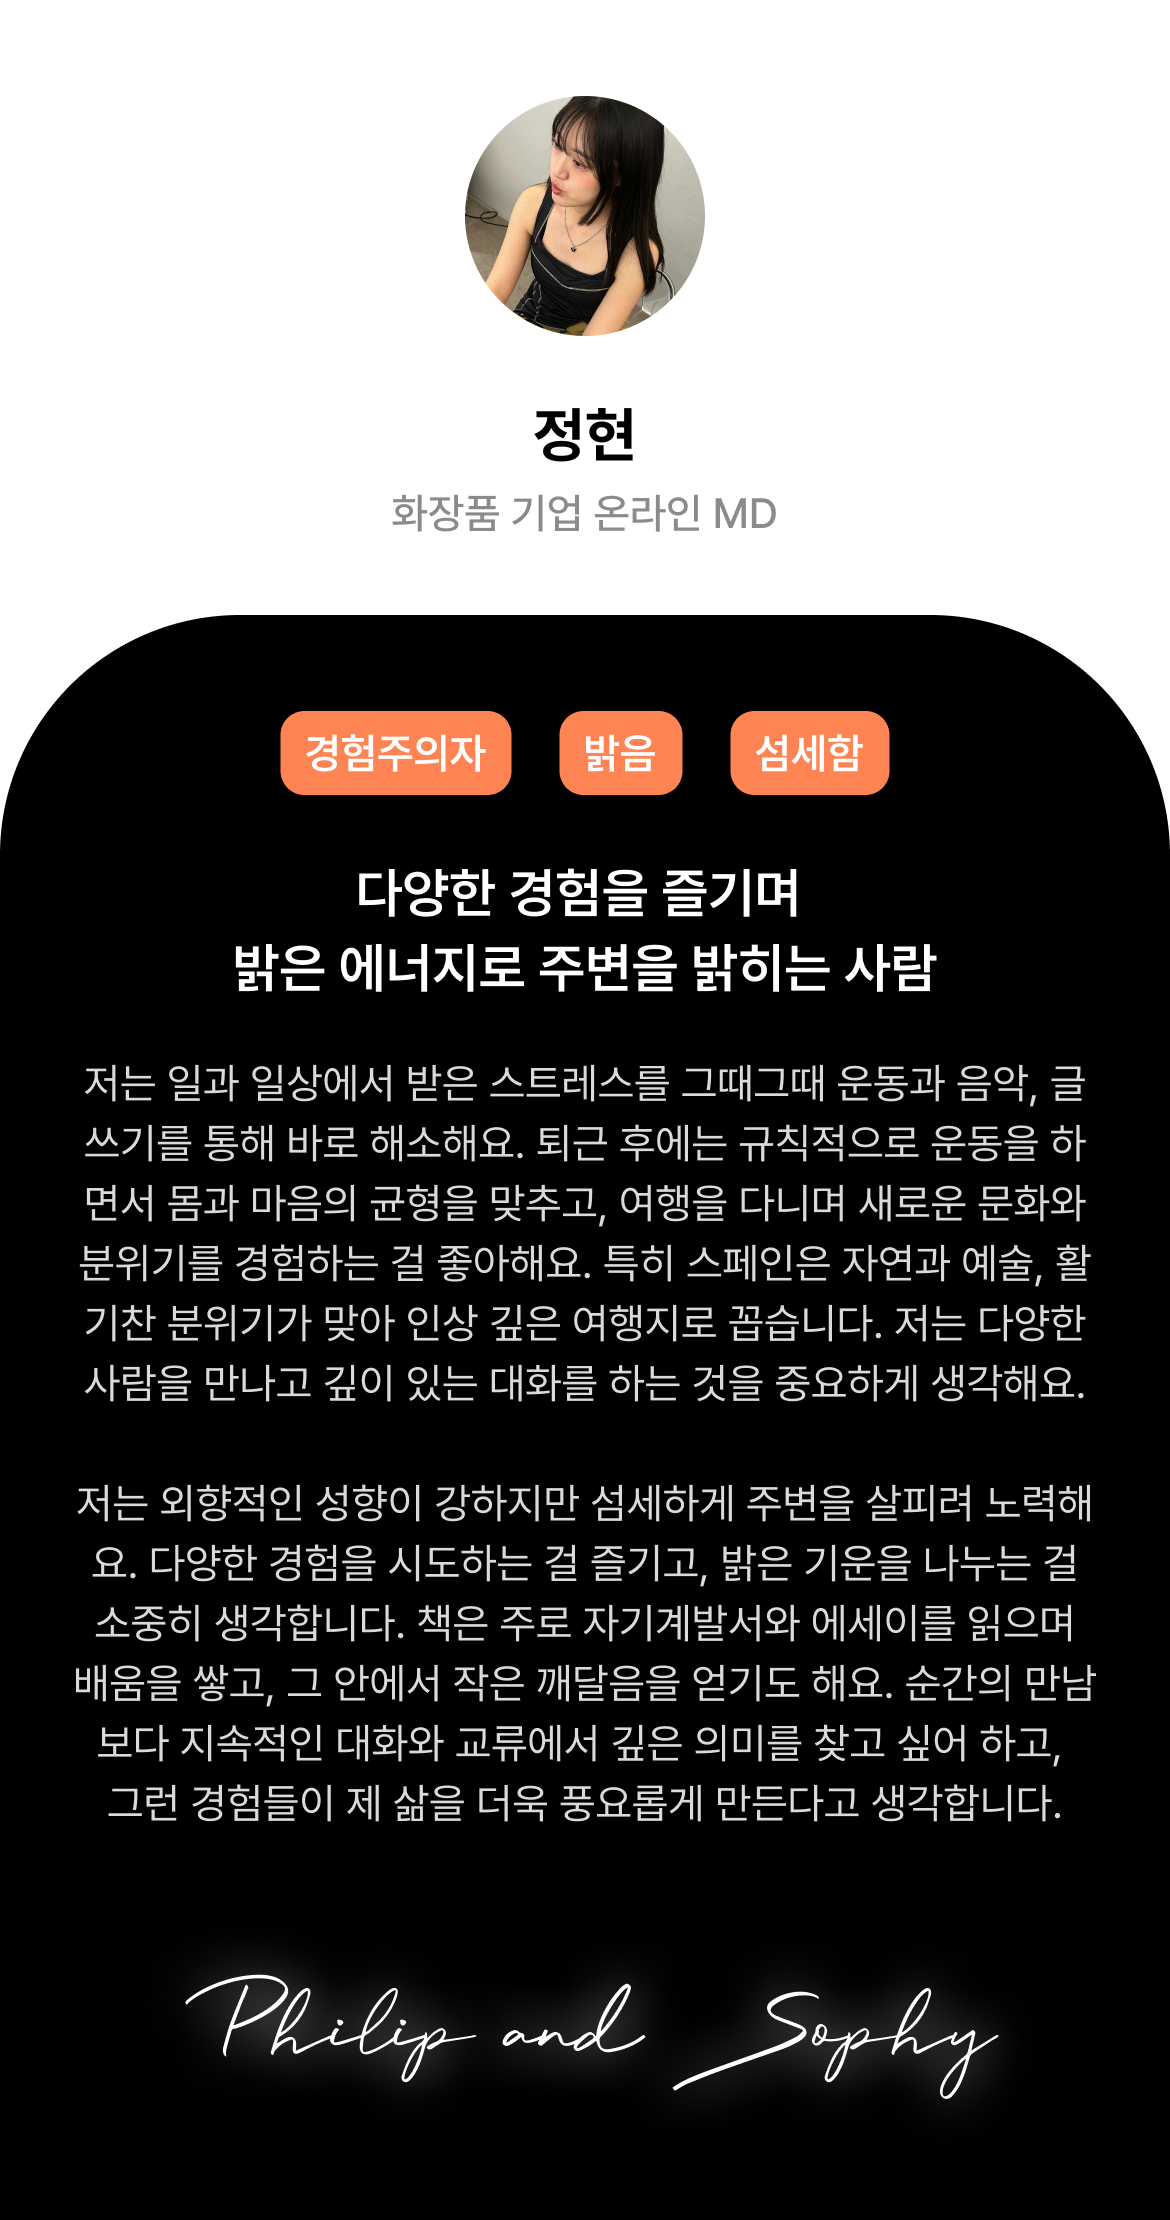 정현
화장품 기업 온라인 MD
경험주의자 밝음 섬세함
다양한 경험을 즐기며
밝은 에너지로 주변을 밝히는 사람
저는 일과 일상에서 받은 스트레스를 그때그때 운동과 음악, 글
쓰기를 통해 바로 해소해요. 퇴근 후에는 규칙적으로 운동을 하
면서 몸과 마음의 균형을 맞추고, 여행을 다니며 새로운 문화와
분위기를 경험하는 걸 좋아해요. 특히 스페인은 자연과 예술, 활
기찬 분위기가 맞아 인상 깊은 여행지로 꼽습니다. 저는 다양한
사람을 만나고 깊이 있는 대화를 하는 것을 중요하게 생각해요.
저는 외향적인 성향이 강하지만 섬세하게 주변을 살피려 노력해
요. 다양한 경험을 시도하는 걸 즐기고, 밝은 기운을 나누는 걸
소중히 생각합니다. 책은 주로 자기계발서와 에세이를 읽으며
배움을 쌓고, 그 안에서 작은 깨달음을 얻기도 해요. 순간의 만남
보다 지속적인 대화와 교류에서 깊은 의미를 찾고 싶어 하고,
그런 경험들이 제 삶을 더욱 풍요롭게 만든다고 생각합니다.
Philip and Sophy